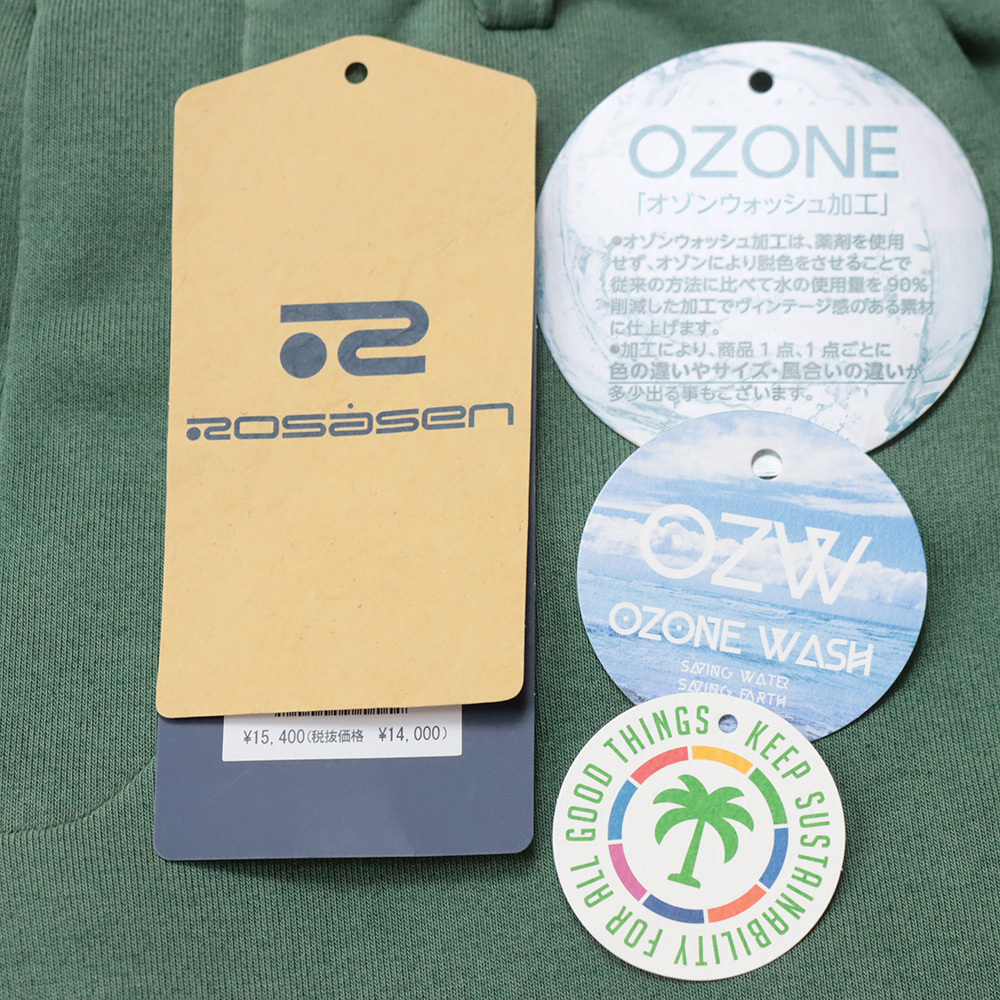 Rosàsen
¥15,400(税抜価格 ¥14,000)
OZONE
「オゾンウォッシュ加工」
●オゾンウォッシュ加工は、薬剤を使用
せず、オゾンにより脱色をさせることで
従来の方法に比べて水の使用量を90%
削減した加工でヴィンテージ感のある素材
に仕上げます。
●加工により、商品1点、1点ごとに
色の違いやサイズ・風合いの違いが
多少出る事もございます。
OZW
OZONE WASH
SAVING WATER
SAVING EARTH
KEEP SUSTAINABILITY FOR ALL GOOD THINGS